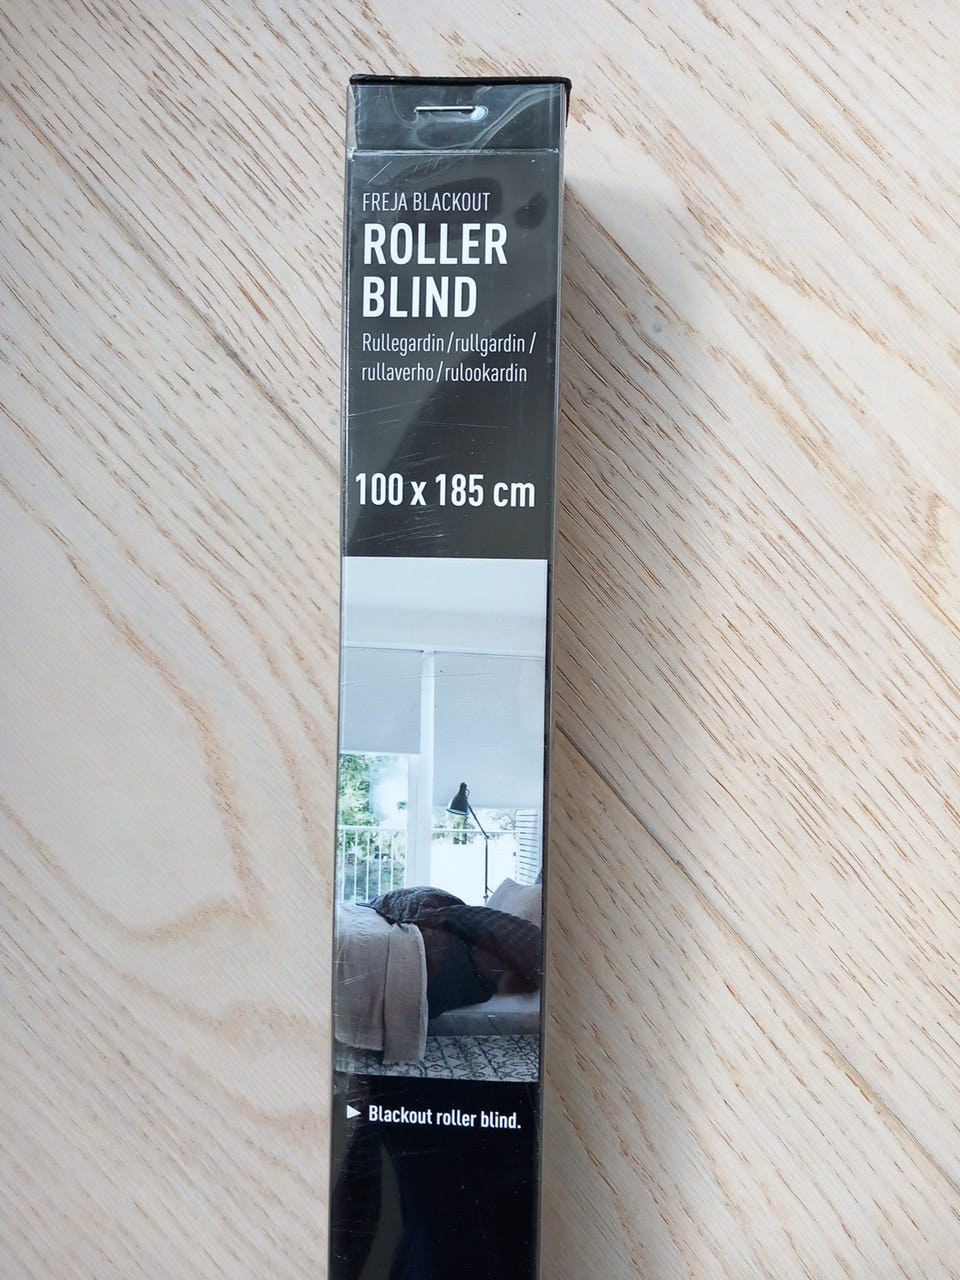 FREJA BLACKOUT
ROLLER
BLIND
Rullegardin/rullgardin/
rullaverho/rulookardin
100 x 185 cm
► Blackout roller blind.